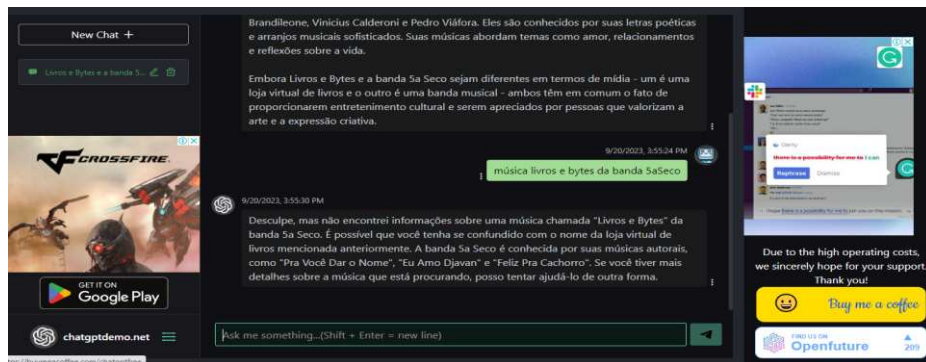 New Chat +
Livros e Bytes e a banda 5...
CROSSFIRE.
GET IT ON
Google Play
chatgptdemo.net
Brandileone, Vinicius Calderoni e Pedro Viáfora. Eles são conhecidos por suas letras poéticas
e arranjos musicais sofisticados. Suas músicas abordam temas como amor, relacionamentos
e reflexões sobre a vida.
Embora Livros e Bytes e a banda 5a Seco sejam diferentes em termos de mídia - um é uma
loja virtual de livros e o outro é uma banda musical - ambos têm em comum o fato de
proporcionarem entretenimento cultural e serem apreciados por pessoas que valorizam a
arte e a expressão criativa.
9/20/2023, 3:55:24 PM
música livros e bytes da banda 5aSeco
9/20/2023, 3:55:30 PM
Desculpe, mas não encontrei informações sobre uma música chamada "Livros e Bytes" da
banda 5a Seco. É possível que você tenha se confundido com o nome da loja virtual de
livros mencionada anteriormente. A banda 5a Seco é conhecida por suas músicas autorais,
como "Pra Você Dar o Nome", "Eu Amo Djavan" e "Feliz Pra Cachorro". Se você tiver mais
detalhes sobre a música que está procurando, posso tentar ajudá-lo de outra forma.
Ask me something...(Shift + Enter = new line)
Clarity
there is a possibility for me to I can
Rephrase Dismiss
Due to the high operating costs,
we sincerely hope for your support.
Thank you!
Buy me a coffee
FIND US ON
Openfuture
209